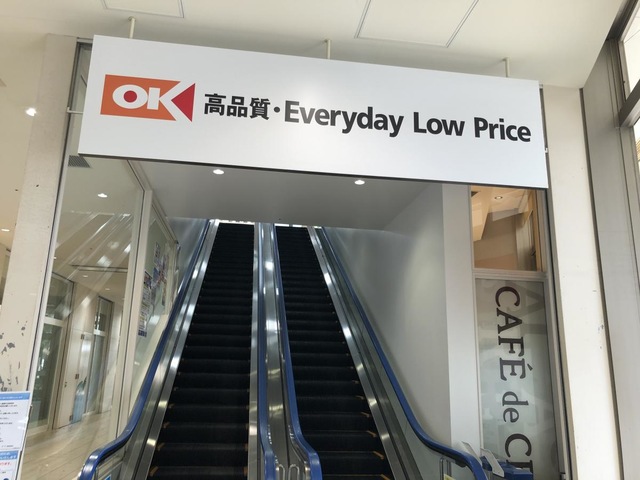 OK 高品質・Everyday Low Price
CAFÉ de